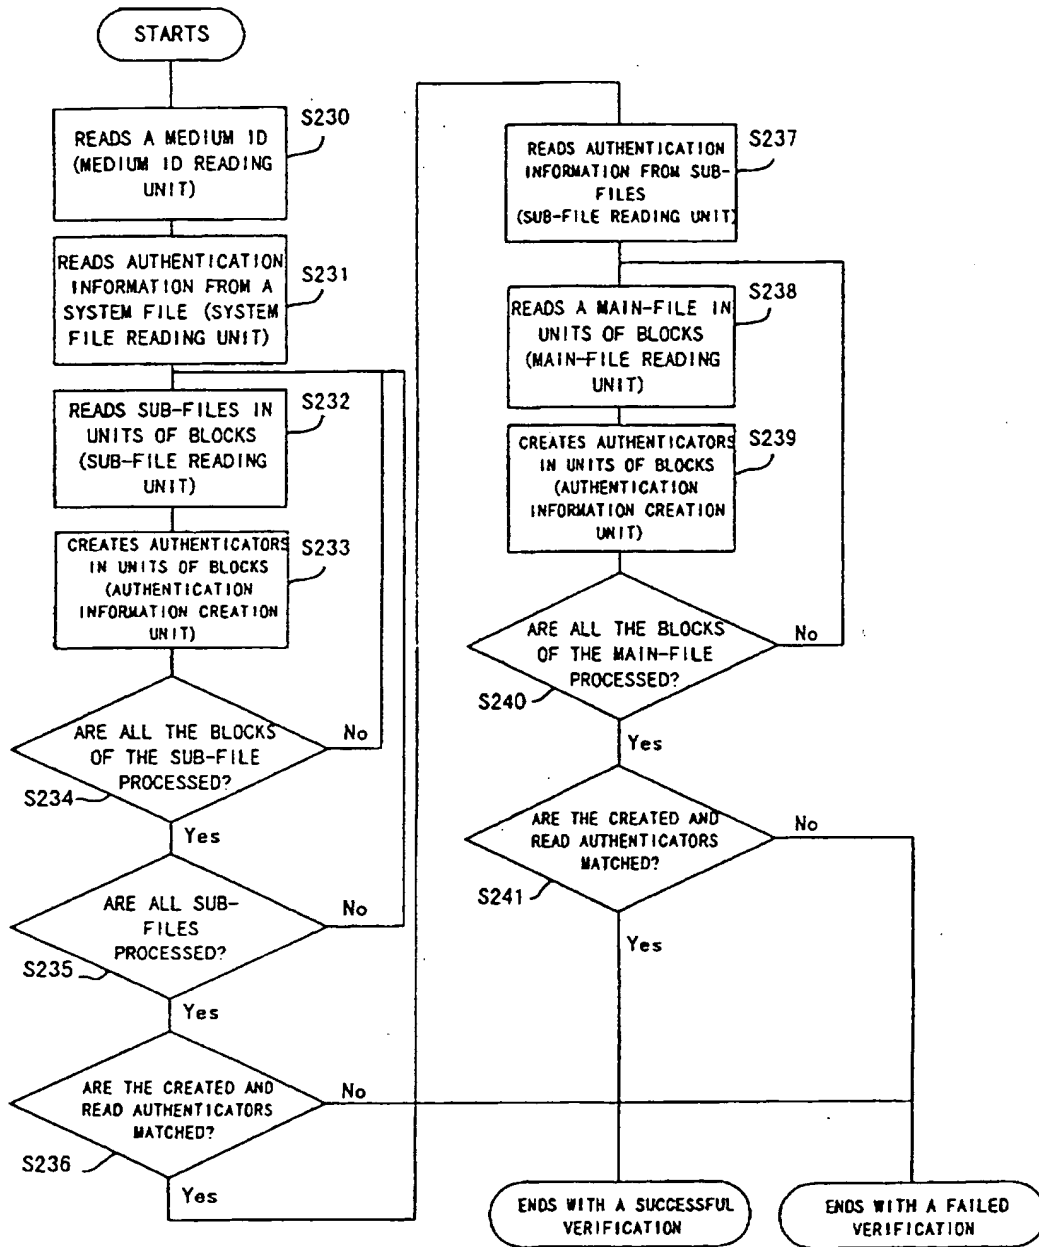 STARTS
S230
READS A MEDIUM ID
(MEDIUM ID READING
UNIT)
S231
READS AUTHENTICATION
INFORMATION FROM A
SYSTEM FILE (SYSTEM
FILE READING UNIT)
S232
READS SUB-FILES IN
UNITS OF BLOCKS
(SUB-FILE READING
UNIT)
S233
CREATES AUTHENTICATORS
IN UNITS OF BLOCKS
(AUTHENTICATION
INFORMATION CREATION
UNIT)
ARE ALL THE BLOCKS
OF THE SUB-FILE
PROCESSED?
No
S234
Yes
ARE ALL SUB-
FILES
PROCESSED?
No
S235
Yes
ARE THE CREATED AND
READ AUTHENTICATORS
MATCHED?
No
S236
Yes
S237
READS AUTHENTICATION
INFORMATION FROM SUB-
FILES
(SUB-FILE READING UNIT)
S238
READS A MAIN-FILE IN
UNITS OF BLOCKS
(MAIN-FILE READING
UNIT)
S239
CREATES AUTHENTICATORS
IN UNITS OF BLOCKS
(AUTHENTICATION
INFORMATION CREATION
UNIT)
ARE ALL THE BLOCKS
OF THE MAIN-FILE
PROCESSED?
No
S240
Yes
ARE THE CREATED AND
READ AUTHENTICATORS
MATCHED?
No
S241
Yes
ENDS WITH A SUCCESSFUL
VERIFICATION
ENDS WITH A FAILED
VERIFICATION